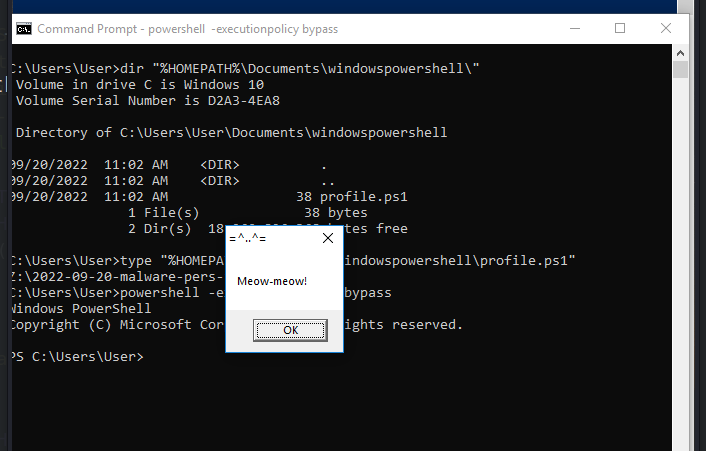 Command Prompt - powershell -executionpolicy bypass
C:\Users\User>dir "%HOMEPATH%\Documents\windowspowershell\"
Volume in drive C is Windows 10
Volume Serial Number is D2A3-4EA8
Directory of C:\Users\User\Documents\windowspowershell
09/20/2022 11:02 AM <DIR> .
09/20/2022 11:02 AM <DIR> ..
09/20/2022 11:02 AM 38 profile.ps1
1 File(s) 38 bytes
2 Dir(s) 18 bytes free
C:\Users\User>type "%HOMEPA indowspowershell\profile.ps1"
Z:\2022-09-20-malware-pers-
C:\Users\User>powershell -e bypass
Windows PowerShell
Copyright (C) Microsoft Cor ights reserved.
PS C:\Users\User>
=^..^=
Meow-meow!
OK